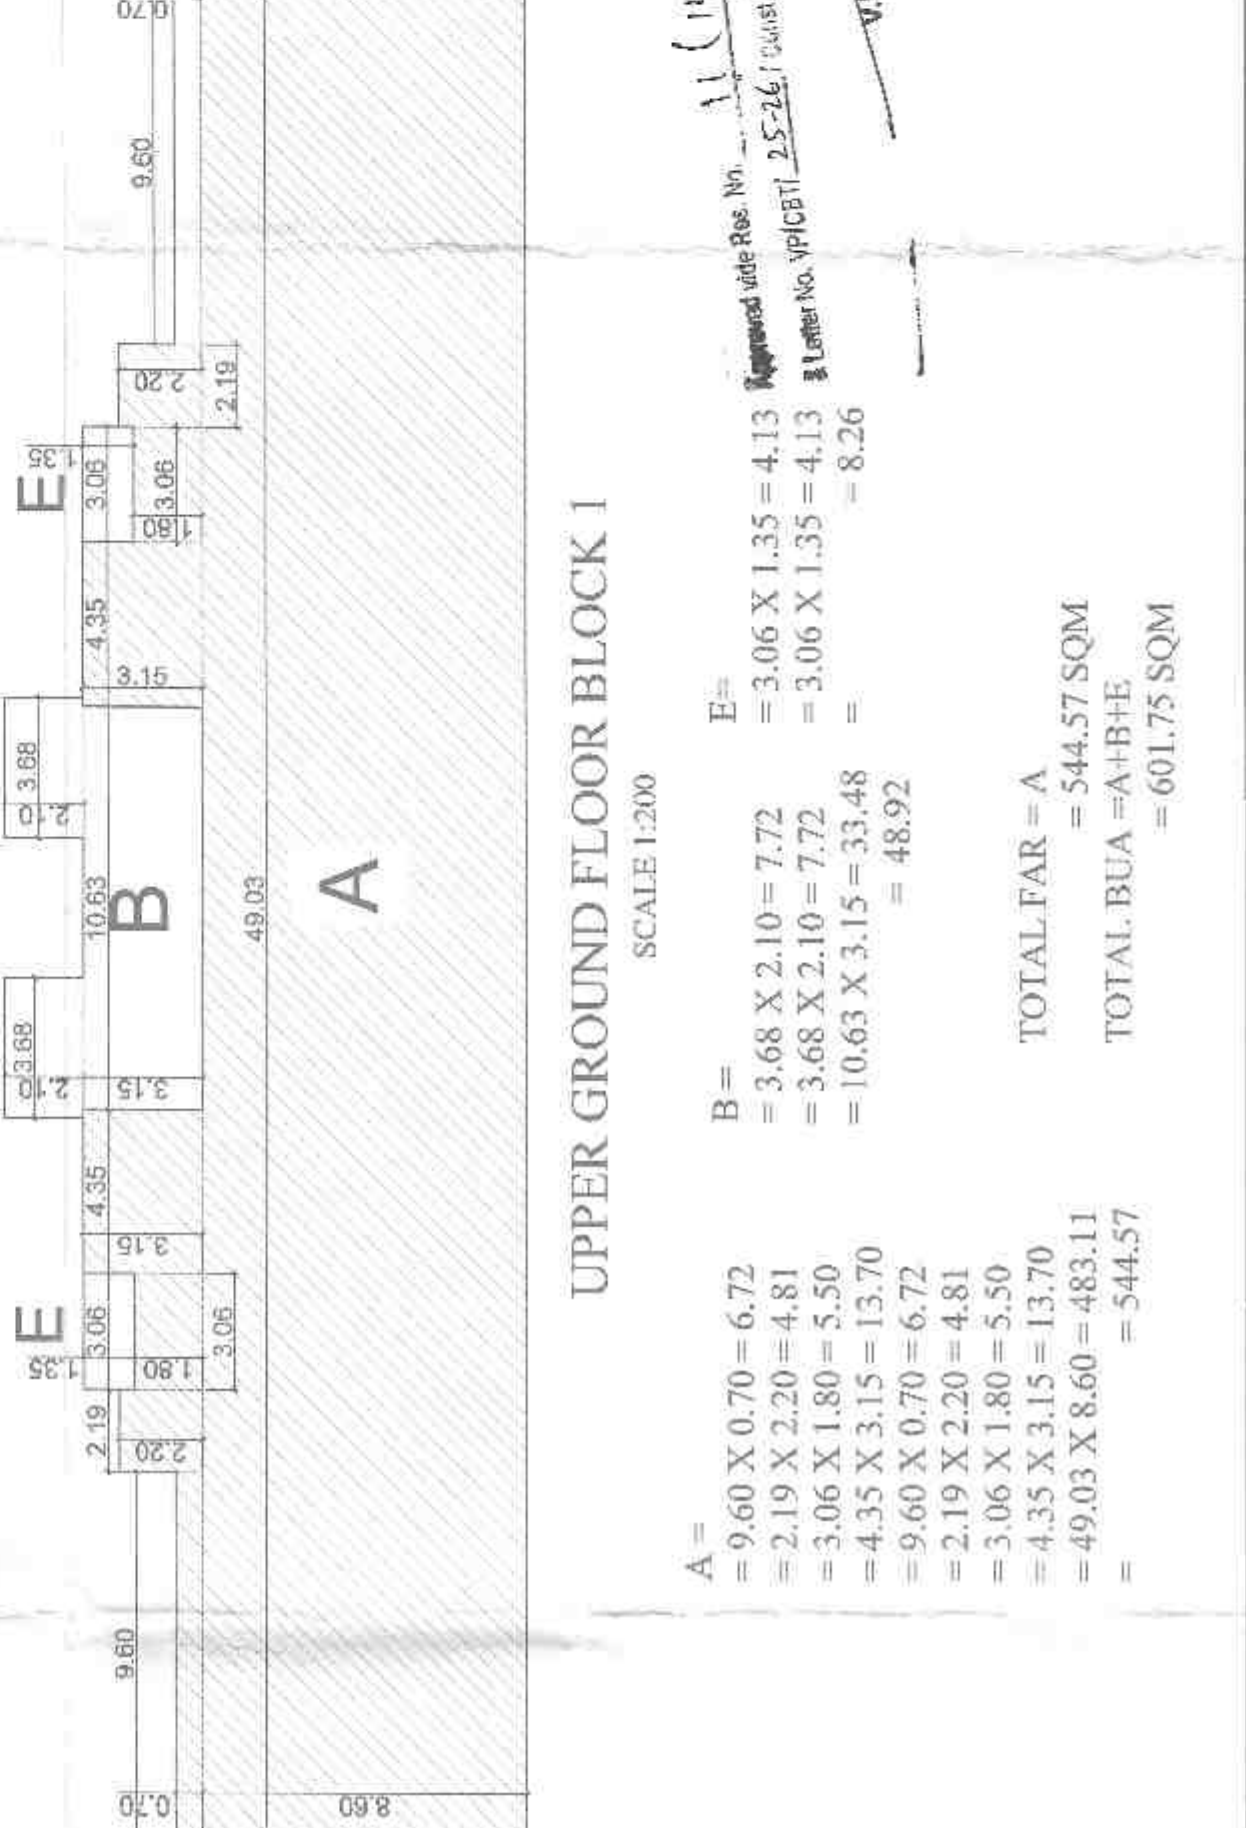 0.70
9.60
2.20
2.19
E
1.35
3.06
3.06
1.80
4.35
3.15
3.68
2.10
10.63
B
49.03
A
3.68
2.10
3.15
4.35
3.15
E
3.06
1.35
1.80
3.06
2.19
2.20
9.60
0.70
8.60
UPPER GROUND FLOOR BLOCK 1
SCALE 1:200
A =
= 9.60 X 0.70 = 6.72
= 2.19 X 2.20 = 4.81
= 3.06 X 1.80 = 5.50
= 4.35 X 3.15 = 13.70
= 9.60 X 0.70 = 6.72
= 2.19 X 2.20 = 4.81
= 3.06 X 1.80 = 5.50
= 4.35 X 3.15 = 13.70
= 49.03 X 8.60 = 483.11
= = 544.57
B =
= 3.68 X 2.10 = 7.72
= 3.68 X 2.10 = 7.72
= 10.63 X 3.15 = 33.48
= 48.92
E=
= 3.06 X 1.35 = 4.13
= 3.06 X 1.35 = 4.13
= = 8.26
TOTAL FAR = A
= 544.57 SQM
TOTAL BUA =A+B+E
= 601.75 SQM
Approved vide Res. No. 11 (
& Letter No. VP/CBT/ 25-26/